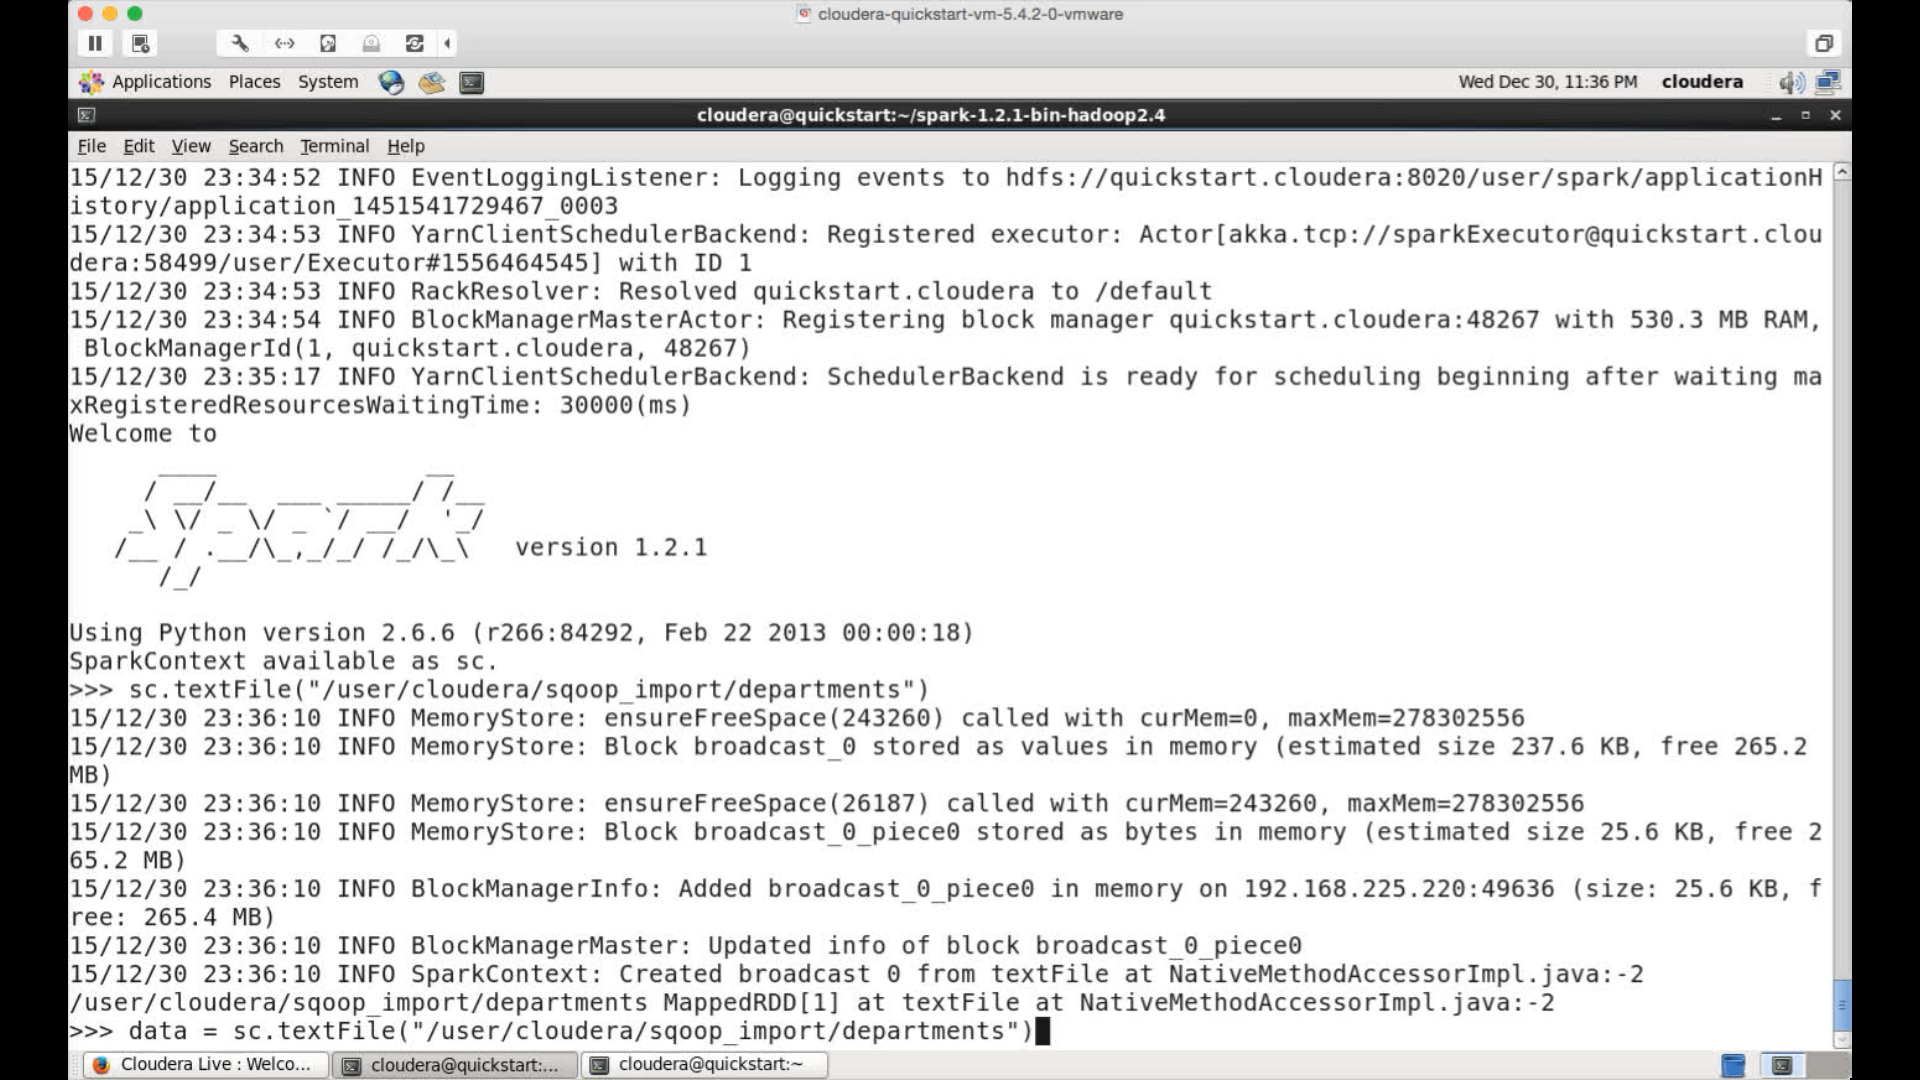 cloudera-quickstart-vm-5.4.2-0-vmware
Applications Places System Wed Dec 30, 11:36 PM cloudera
cloudera@quickstart:~/spark-1.2.1-bin-hadoop2.4
File Edit View Search Terminal Help
15/12/30 23:34:52 INFO EventLoggingListener: Logging events to hdfs://quickstart.cloudera:8020/user/spark/applicationH
istory/application_1451541729467_0003
15/12/30 23:34:53 INFO YarnClientSchedulerBackend: Registered executor: Actor[akka.tcp://sparkExecutor@quickstart.clou
dera:58499/user/Executor#1556464545] with ID 1
15/12/30 23:34:53 INFO RackResolver: Resolved quickstart.cloudera to /default
15/12/30 23:34:54 INFO BlockManagerMasterActor: Registering block manager quickstart.cloudera:48267 with 530.3 MB RAM,
 BlockManagerId(1, quickstart.cloudera, 48267)
15/12/30 23:35:17 INFO YarnClientSchedulerBackend: SchedulerBackend is ready for scheduling beginning after waiting ma
xRegisteredResourcesWaitingTime: 30000(ms)
Welcome to
      ____              __
     / __/__  ___ _____/ /__
    _\ \/ _ \/ _ `/ __/  '_/
   /__ / .__/\_,_/_/ /_/\_\   version 1.2.1
      /_/
Using Python version 2.6.6 (r266:84292, Feb 22 2013 00:00:18)
SparkContext available as sc.
>>> sc.textFile("/user/cloudera/sqoop_import/departments")
15/12/30 23:36:10 INFO MemoryStore: ensureFreeSpace(243260) called with curMem=0, maxMem=278302556
15/12/30 23:36:10 INFO MemoryStore: Block broadcast_0 stored as values in memory (estimated size 237.6 KB, free 265.2
MB)
15/12/30 23:36:10 INFO MemoryStore: ensureFreeSpace(26187) called with curMem=243260, maxMem=278302556
15/12/30 23:36:10 INFO MemoryStore: Block broadcast_0_piece0 stored as bytes in memory (estimated size 25.6 KB, free 2
65.2 MB)
15/12/30 23:36:10 INFO BlockManagerInfo: Added broadcast_0_piece0 in memory on 192.168.225.220:49636 (size: 25.6 KB, f
ree: 265.4 MB)
15/12/30 23:36:10 INFO BlockManagerMaster: Updated info of block broadcast_0_piece0
15/12/30 23:36:10 INFO SparkContext: Created broadcast 0 from textFile at NativeMethodAccessorImpl.java:-2
/user/cloudera/sqoop_import/departments MappedRDD[1] at textFile at NativeMethodAccessorImpl.java:-2
>>> data = sc.textFile("/user/cloudera/sqoop_import/departments")
Cloudera Live : Welco... cloudera@quickstart:... cloudera@quickstart:~